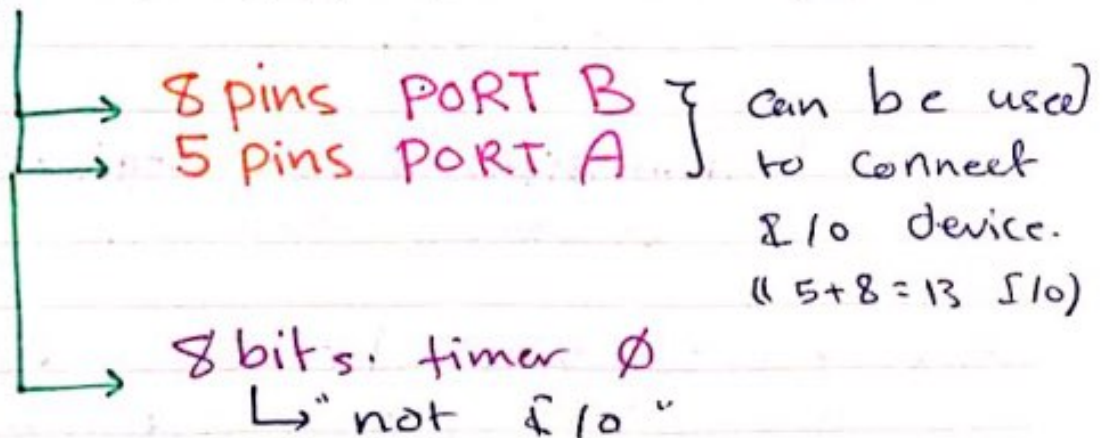 8 pins PORT B } can be used
5 pins PORT A to connect
I/O device.
(( 5+8 = 13 I/O)
8 bits. timer Ø
↳ "not I/O"